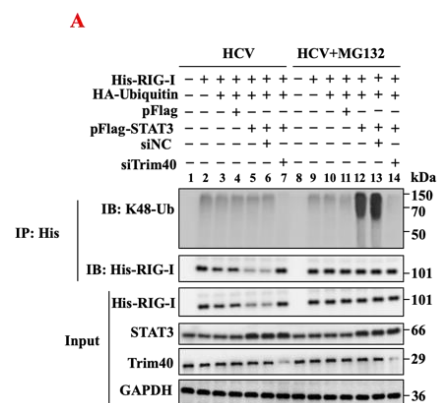 A
HCV HCV+MG132
His-RIG-I - + + + + + + - + + + + + +
HA-Ubiquitin - - + + + + + - - + + + + +
pFlag - - - + - - - - - - + - - -
pFlag-STAT3 - - - - + + + - - - - + + +
siNC - - - - - + - - - - - - + -
siTrim40 - - - - - - + - - - - - - +
1 2 3 4 5 6 7 8 9 10 11 12 13 14 kDa
IP: His
IB: K48-Ub
150
70
50
IB: His-RIG-I 101
Input
His-RIG-I 101
STAT3 66
Trim40 29
GAPDH 36